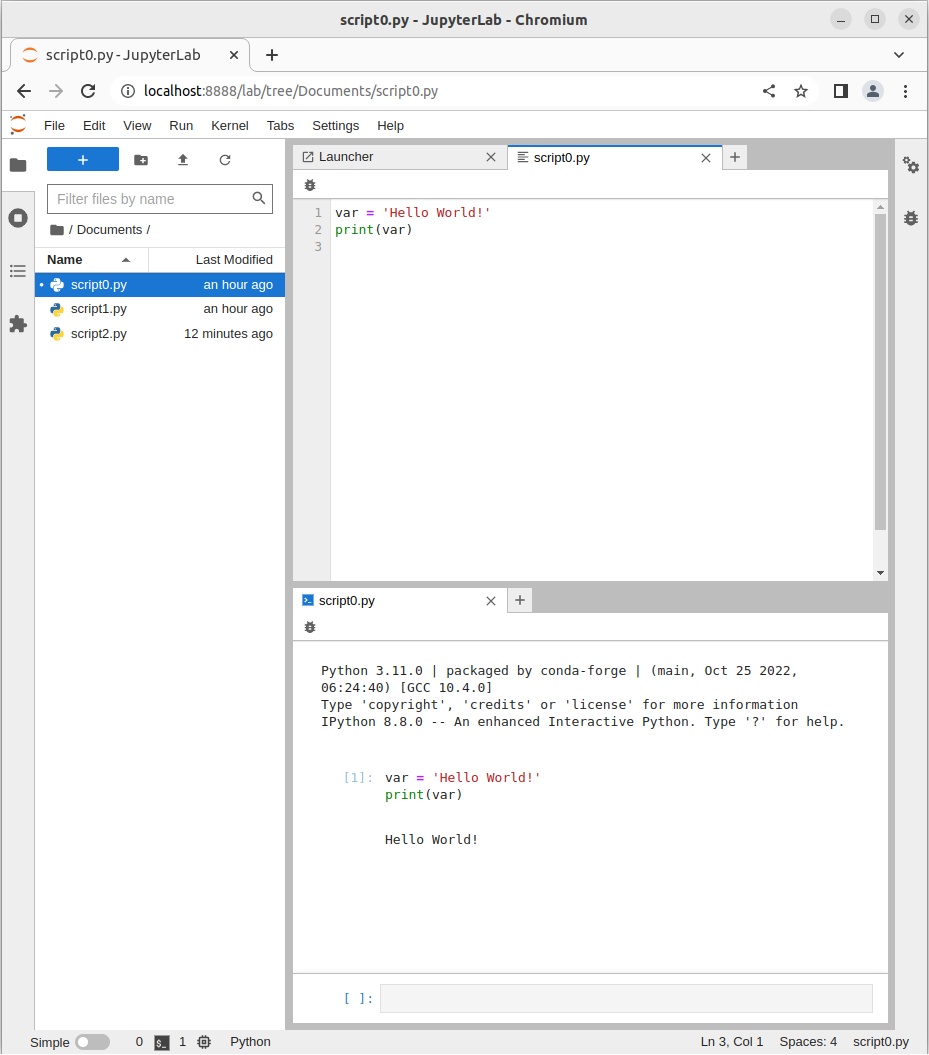 script0.py - JupyterLab - Chromium
script0.py - JupyterLab
localhost:8888/lab/tree/Documents/script0.py
File Edit View Run Kernel Tabs Settings Help
+
Filter files by name
/ Documents /
Name Last Modified
script0.py an hour ago
script1.py an hour ago
script2.py 12 minutes ago
Launcher script0.py
1 var = 'Hello World!'
2 print(var)
3
script0.py
Python 3.11.0 | packaged by conda-forge | (main, Oct 25 2022,
06:24:40) [GCC 10.4.0]
Type 'copyright', 'credits' or 'license' for more information
IPython 8.8.0 -- An enhanced Interactive Python. Type '?' for help.
[1]: var = 'Hello World!'
print(var)
Hello World!
[ ]:
Simple 0 $_ 1 Python Ln 3, Col 1 Spaces: 4 script0.py